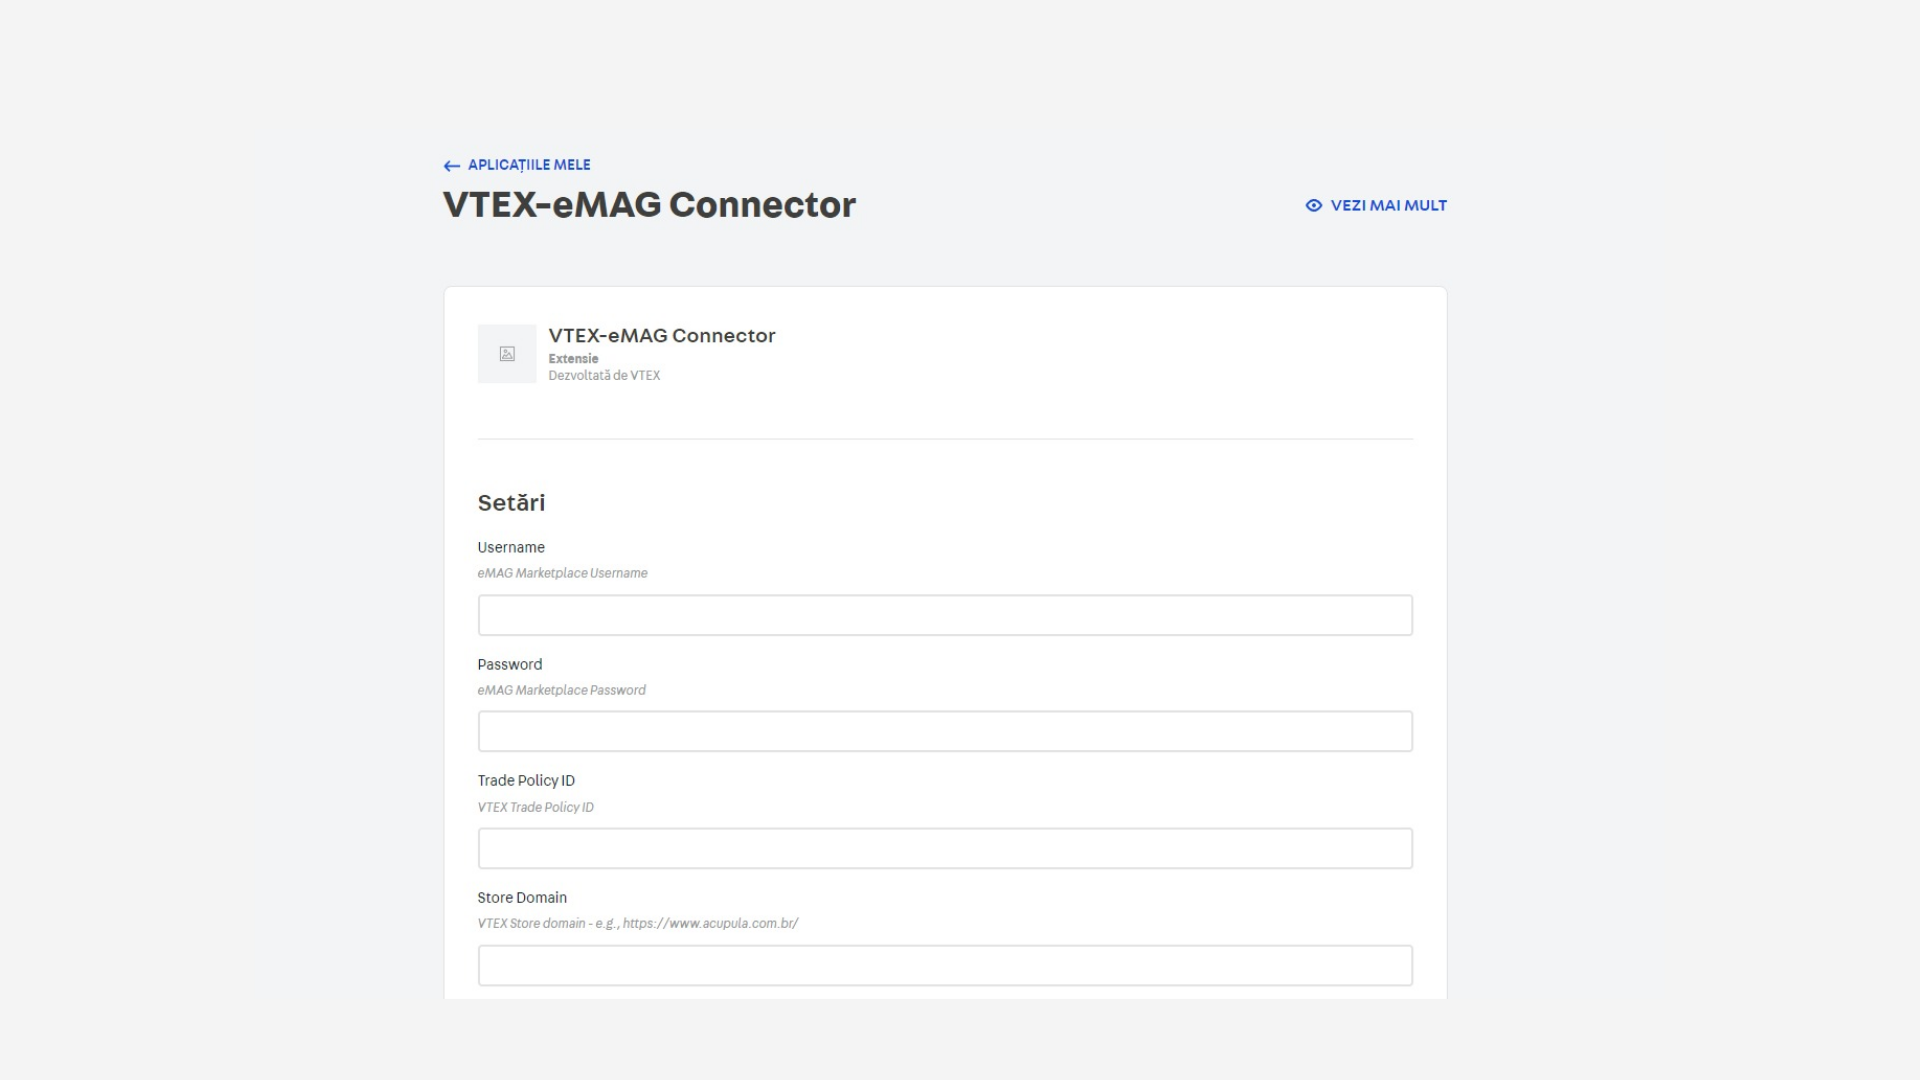 APLICAȚIILE MELE
VTEX-eMAG Connector
VEZI MAI MULT
VTEX-eMAG Connector
Extensie
Dezvoltată de VTEX
Setări
Username
eMAG Marketplace Username
Password
eMAG Marketplace Password
Trade Policy ID
VTEX Trade Policy ID
Store Domain
VTEX Store domain - e.g., https://www.acupula.com.br/